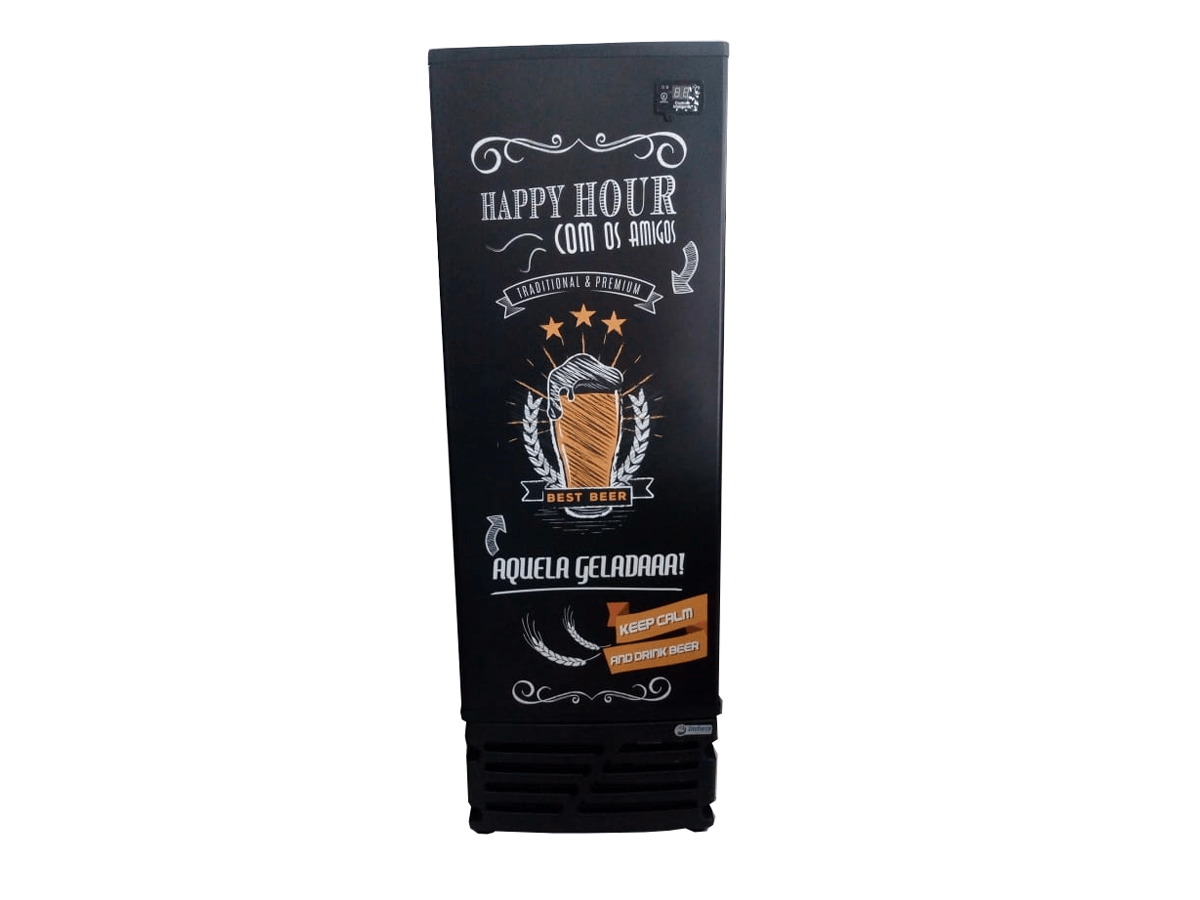 HAPPY HOUR
COM OS AMIGOS
TRADITIONAL & PREMIUM
BEST BEER
AQUELA GELADAAA!
KEEP CALM
AND DRINK BEER